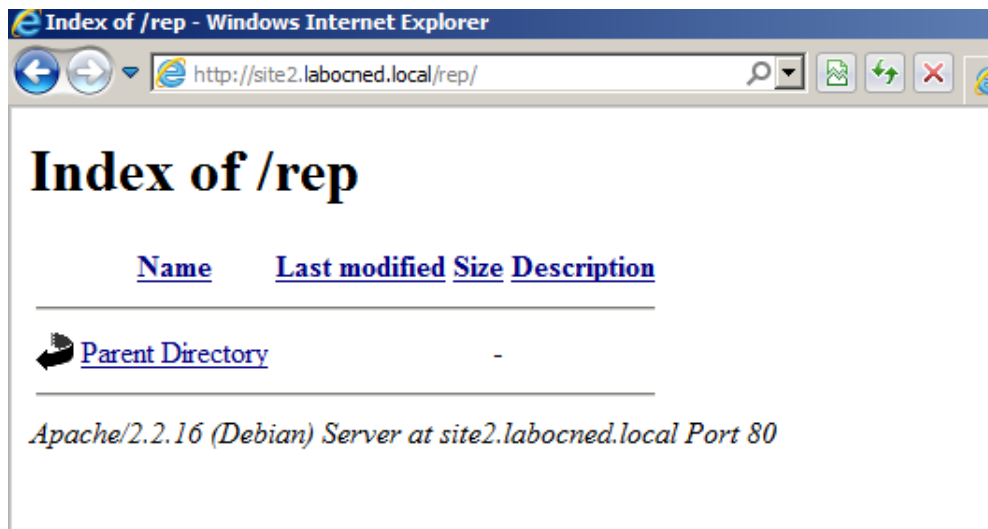 Index of /rep - Windows Internet Explorer
http://site2.labocned.local/rep/
Index of /rep
Name Last modified Size Description
Parent Directory -
Apache/2.2.16 (Debian) Server at site2.labocned.local Port 80